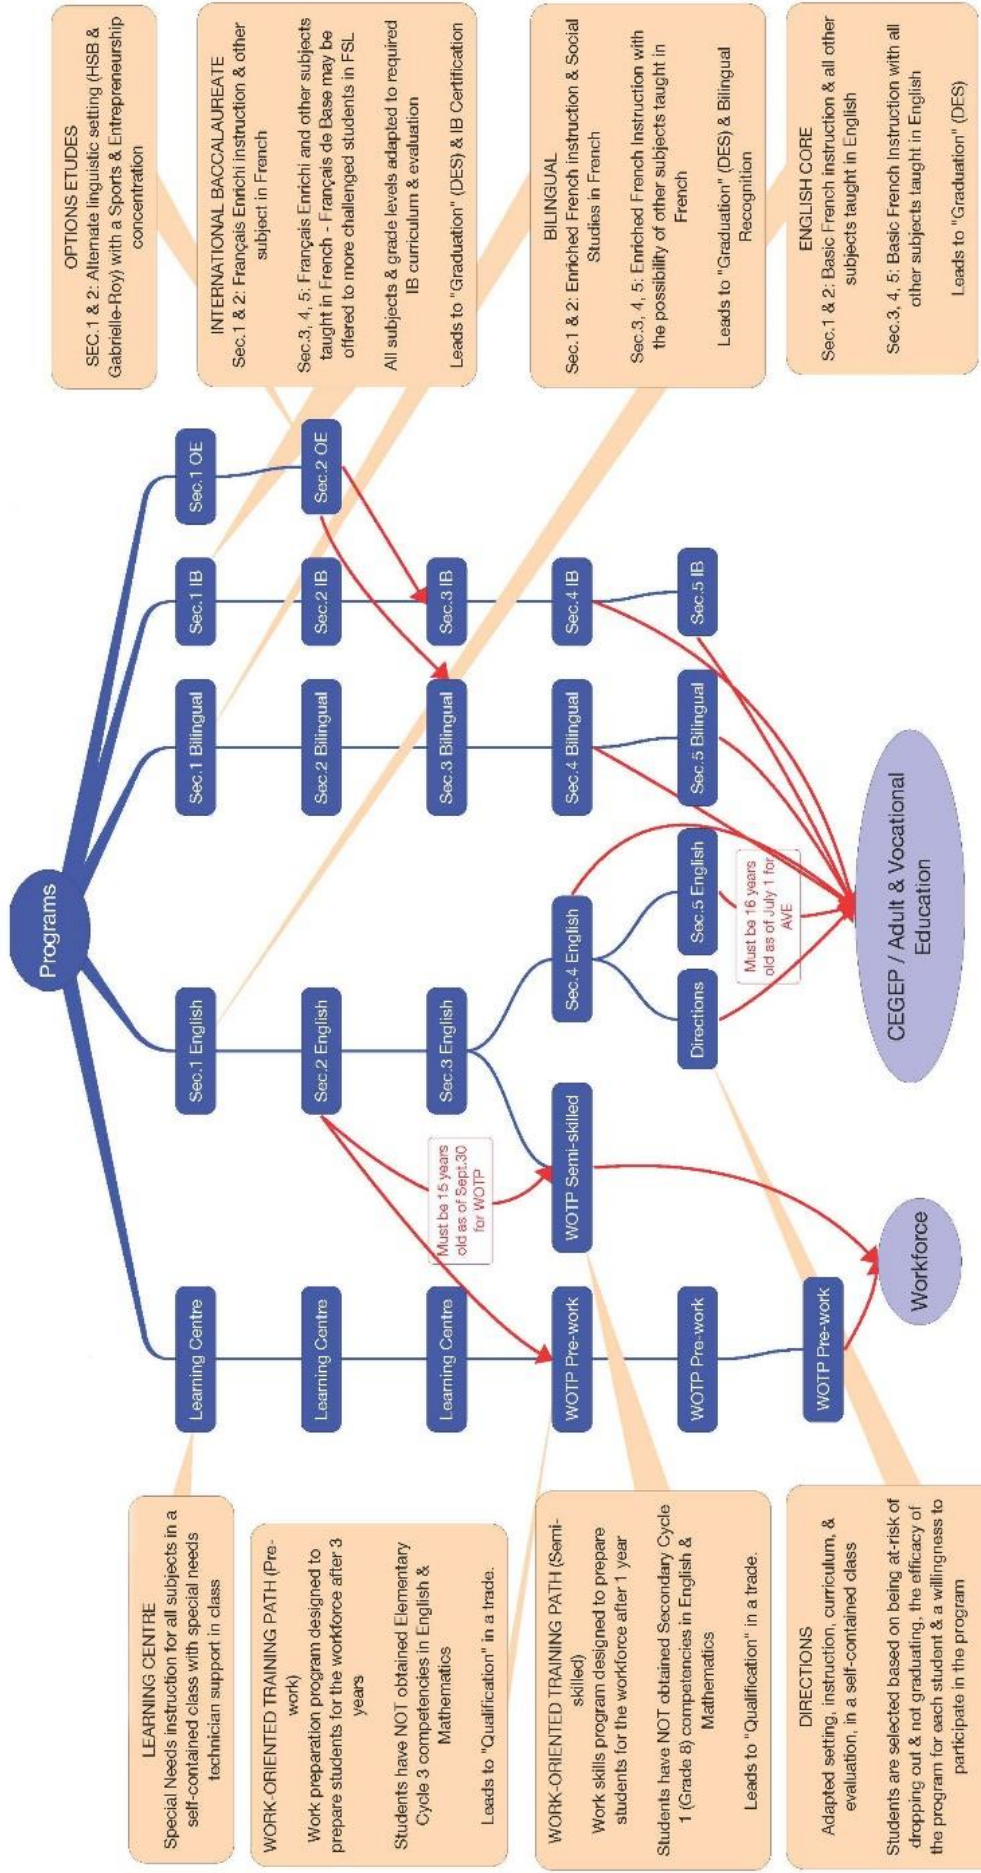 Programs
LEARNING CENTRE
Special Needs instruction for all subjects in a
self-contained class with special needs
technician support in class
WORK-ORIENTED TRAINING PATH (Pre-
work)
Work preparation program designed to
prepare students for the workforce after 3
years
Students have NOT obtained Elementary
Cycle 3 competencies in English &
Mathematics
Leads to "Qualification" in a trade.
WORK-ORIENTED TRAINING PATH (Semi-
skilled)
Work skills program designed to prepare
students for the workforce after 1 year
Students have NOT obtained Secondary Cycle
1 (Grade 8) competencies in English &
Mathematics
Leads to "Qualification" in a trade.
DIRECTIONS
Adapted setting, instruction, curriculum, &
evaluation, in a self-contained class
Students are selected based on being at-risk of
dropping out & not graduating, the efficacy of
the program for each student & a willingness to
participate in the program
Learning Centre
Sec.1 English
Sec.1 Bilingual
Sec.1 IB
Sec.1 OE
Learning Centre
Sec.2 English
Sec.2 Bilingual
Sec.2 IB
Sec.2 OE
Learning Centre
Must be 15 years
old as of Sept.30
for WOTP
Sec.3 English
Sec.3 Bilingual
Sec.3 IB
WOTP Pre-work
WOTP Semi-skilled
Sec.4 English
Sec.4 Bilingual
Sec.4 IB
WOTP Pre-work
Directions
Sec.5 English
Sec.5 Bilingual
Sec.5 IB
Must be 16 years
old as of July 1 for
AVE
WOTP Pre-work
Workforce
CEGEP / Adult & Vocational
Education
OPTIONS ETUDES
SEC.1 & 2: Alternate linguistic setting (HSB &
Gabrielle-Roy) with a Sports & Entrepreneurship
concentration
INTERNATIONAL BACCALAUREATE
Sec.1 & 2: Français Enrichi instruction & other
subject in French
Sec.3, 4, 5: Français Enrichi and other subjects
taught in French - Français de Base may be
offered to more challenged students in FSL
All subjects & grade levels adapted to required
IB curriculum & evaluation
Leads to "Graduation" (DES) & IB Certification
BILINGUAL
Sec.1 & 2: Enriched French instruction & Social
Studies in French
Sec.3, 4, 5: Enriched French Instruction with
the possibility of other subjects taught in
French
Leads to "Graduation" (DES) & Bilingual
Recognition
ENGLISH CORE
Sec.1 & 2: Basic French instruction & all other
subjects taught in English
Sec.3, 4, 5: Basic French Instruction with all
other subjects taught in English
Leads to "Graduation" (DES)